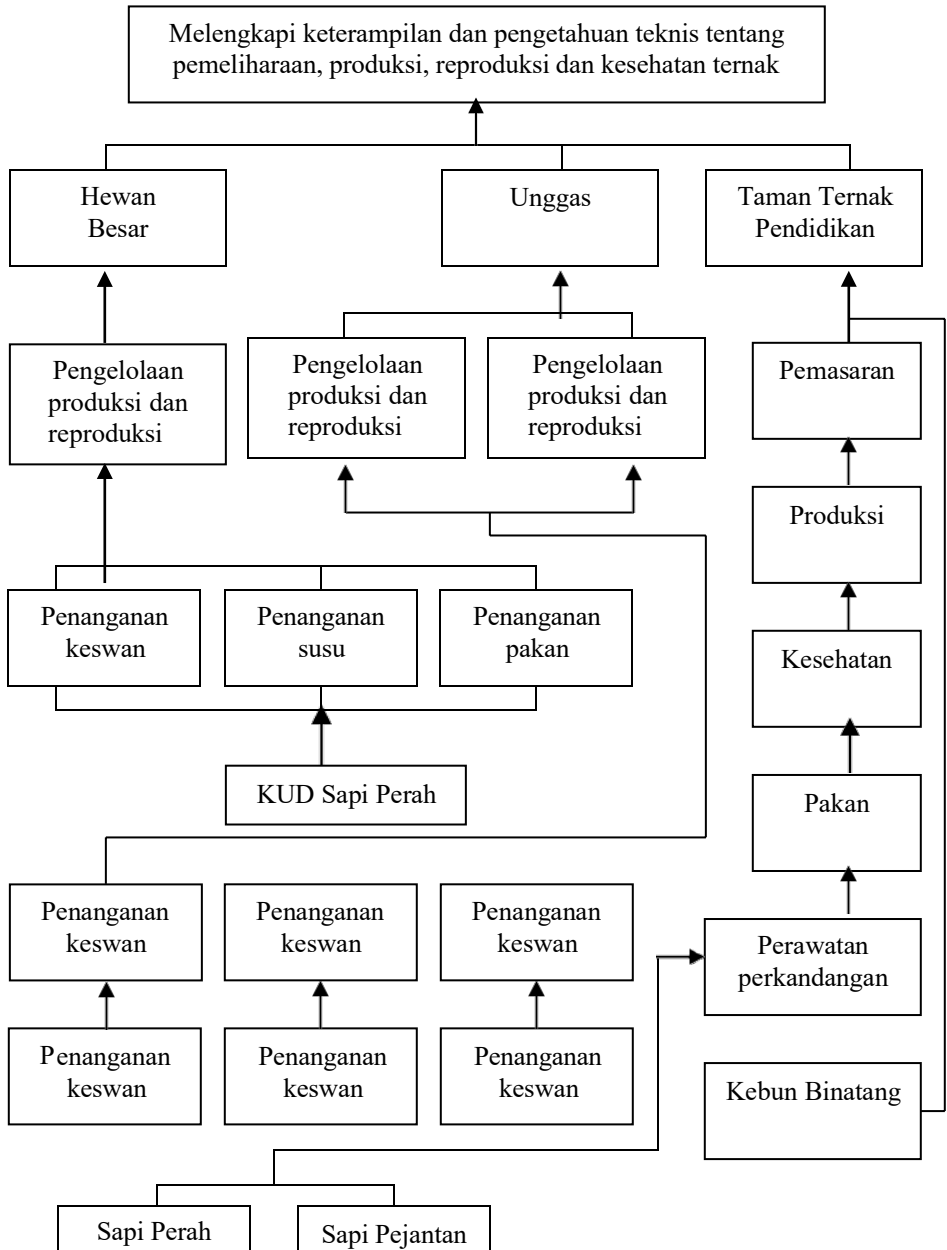 Melengkapi keterampilan dan pengetahuan teknis tentang
pemeliharaan, produksi, reproduksi dan kesehatan ternak
Hewan
Besar
Unggas
Taman Ternak
Pendidikan
Pengelolaan
produksi dan
reproduksi
Pengelolaan
produksi dan
reproduksi
Pengelolaan
produksi dan
reproduksi
Pemasaran
Produksi
Penanganan
keswan
Penanganan
susu
Penanganan
pakan
Kesehatan
KUD Sapi Perah
Pakan
Penanganan
keswan
Penanganan
keswan
Penanganan
keswan
Perawatan
perkandangan
Penanganan
keswan
Penanganan
keswan
Penanganan
keswan
Kebun Binatang
Sapi Perah
Sapi Pejantan